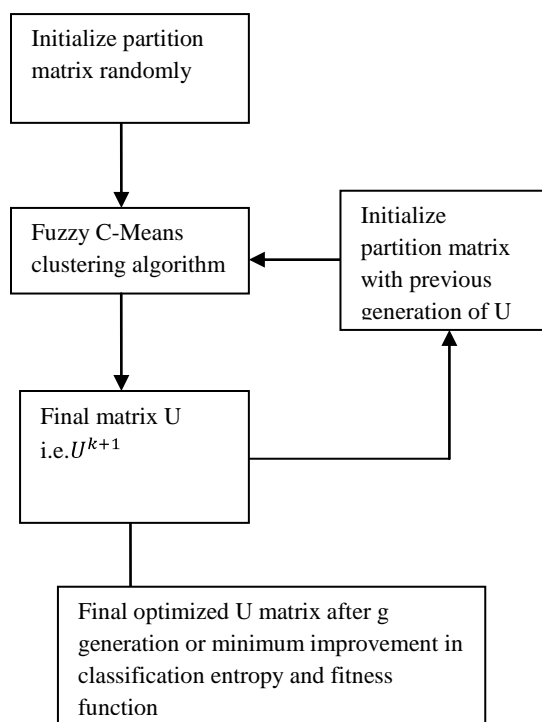 Initialize partition
matrix randomly
Fuzzy C-Means
clustering algorithm
Initialize
partition matrix
with previous
generation of U
Final matrix U
i.e.U^{k+1}
Final optimized U matrix after g
generation or minimum improvement in
classification entropy and fitness
function